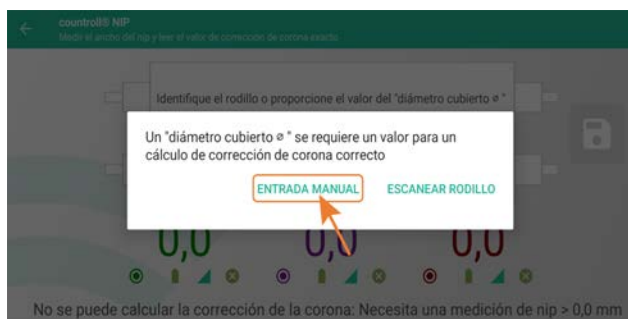 countroll® NIP
Medir el ancho del nip y leer el valor de corrección de corona exacto
Identifique el rodillo o proporcione el valor del "diámetro cubierto ø "
Un "diámetro cubierto ø " se requiere un valor para un
cálculo de corrección de corona correcto
ENTRADA MANUAL ESCANEAR RODILLO
0,0 0,0 0,0
No se puede calcular la corrección de la corona: Necesita una medición de nip > 0,0 mm